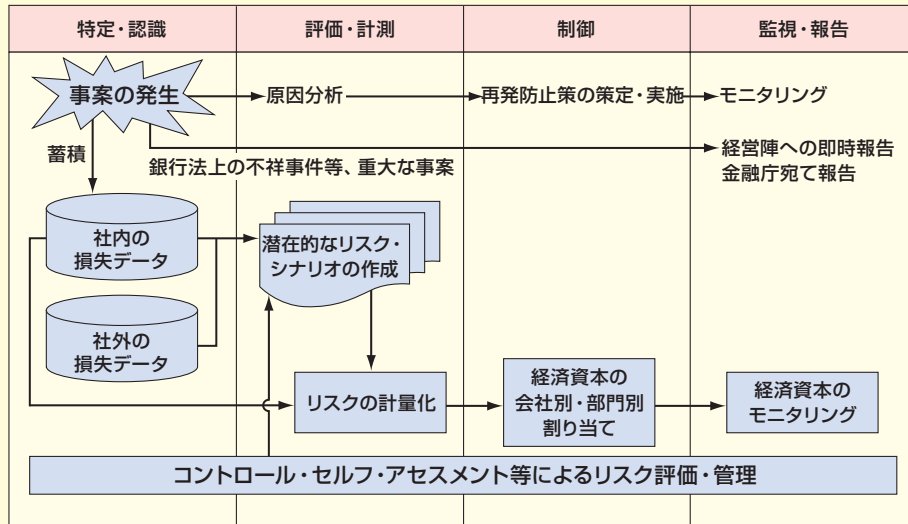 特定・認識
評価・計測
制御
監視・報告
事案の発生
原因分析
再発防止策の策定・実施
モニタリング
蓄積
銀行法上の不祥事件等、重大な事案
経営陣への即時報告
金融庁宛て報告
社内の
損失データ
潜在的なリスク・
シナリオの作成
社外の
損失データ
リスクの計量化
経済資本の
会社別・部門別
割り当て
経済資本の
モニタリング
コントロール・セルフ・アセスメント等によるリスク評価・管理